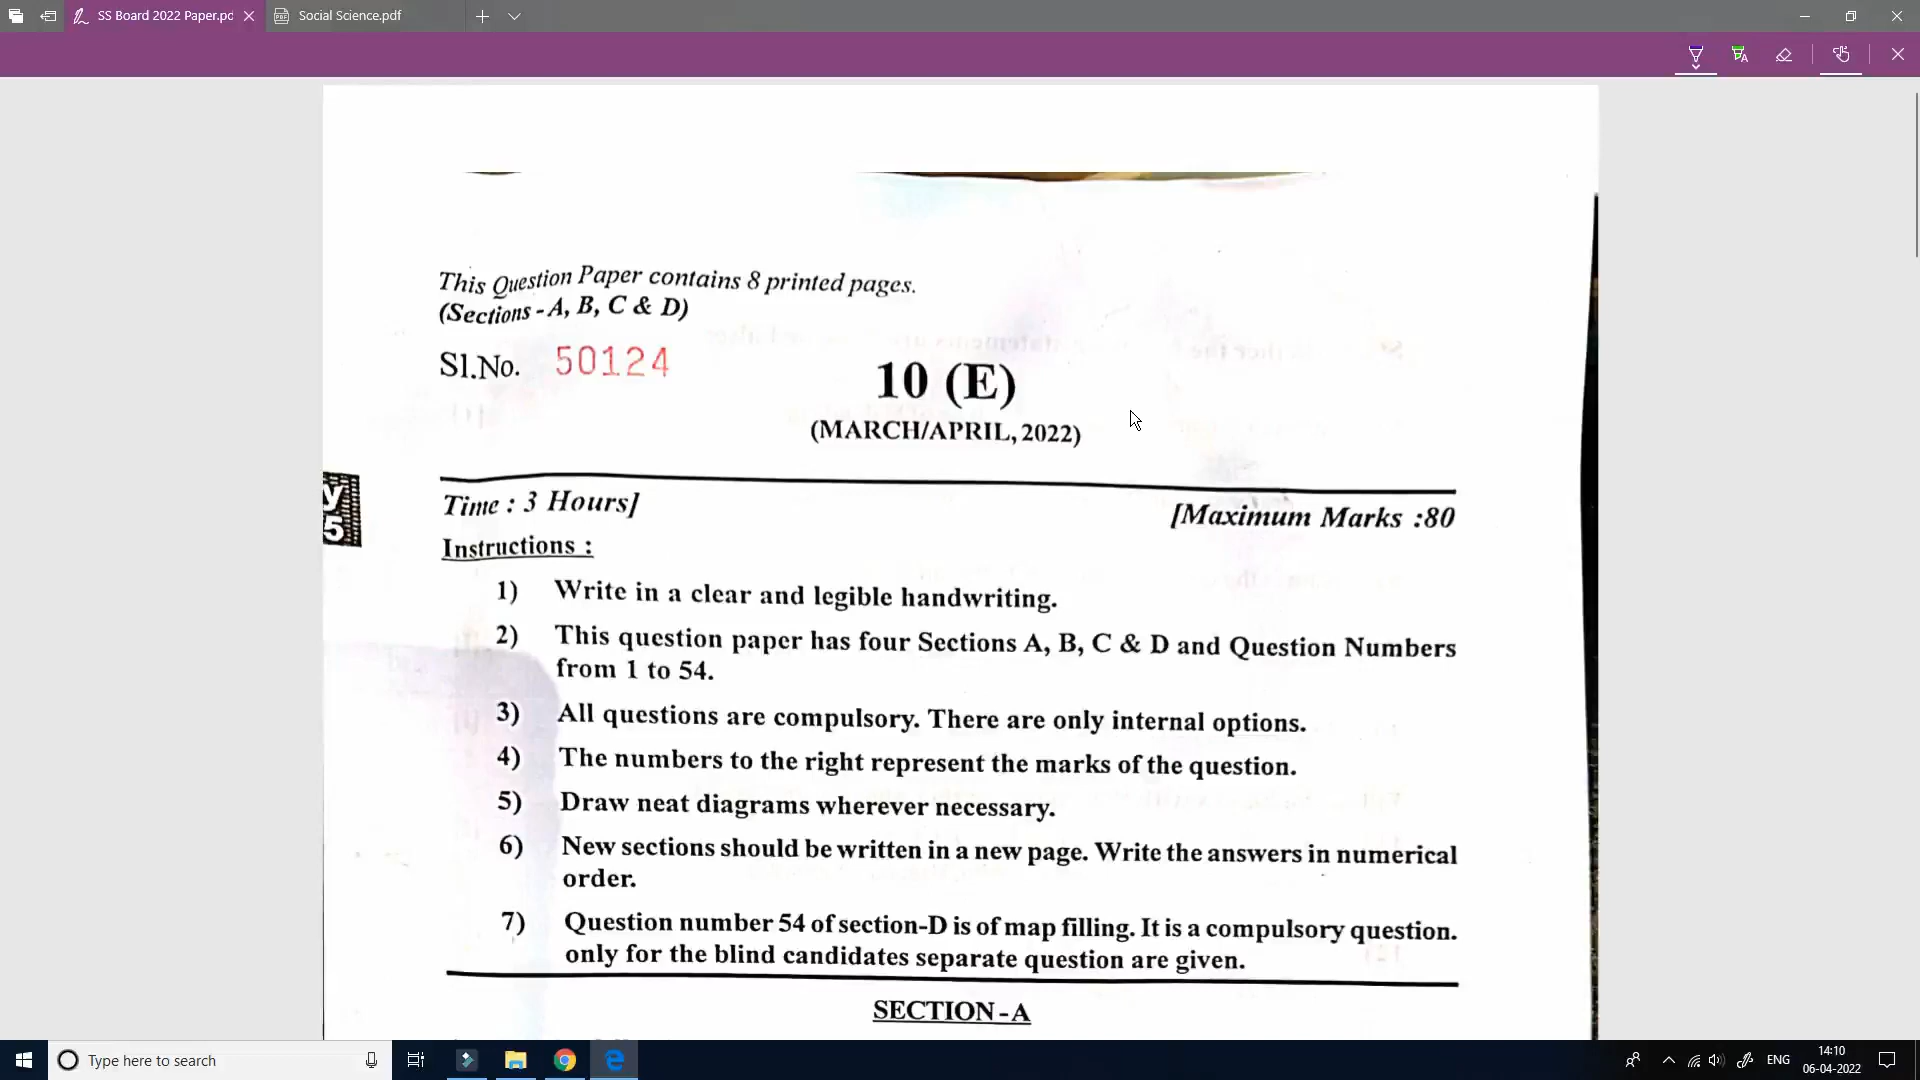 SS Board 2022 Paper.pd
Social Science.pdf
This Question Paper contains 8 printed pages.
(Sections - A, B, C & D)
Sl.No. 50124
10 (E)
(MARCH/APRIL, 2022)
y
5
Time : 3 Hours]
[Maximum Marks :80
Instructions :
1) Write in a clear and legible handwriting.
2) This question paper has four Sections A, B, C & D and Question Numbers
from 1 to 54.
3) All questions are compulsory. There are only internal options.
4) The numbers to the right represent the marks of the question.
5) Draw neat diagrams wherever necessary.
6) New sections should be written in a new page. Write the answers in numerical
order.
7) Question number 54 of section-D is of map filling. It is a compulsory question.
only for the blind candidates separate question are given.
SECTION-A
Type here to search
ENG
14:10
06-04-2022